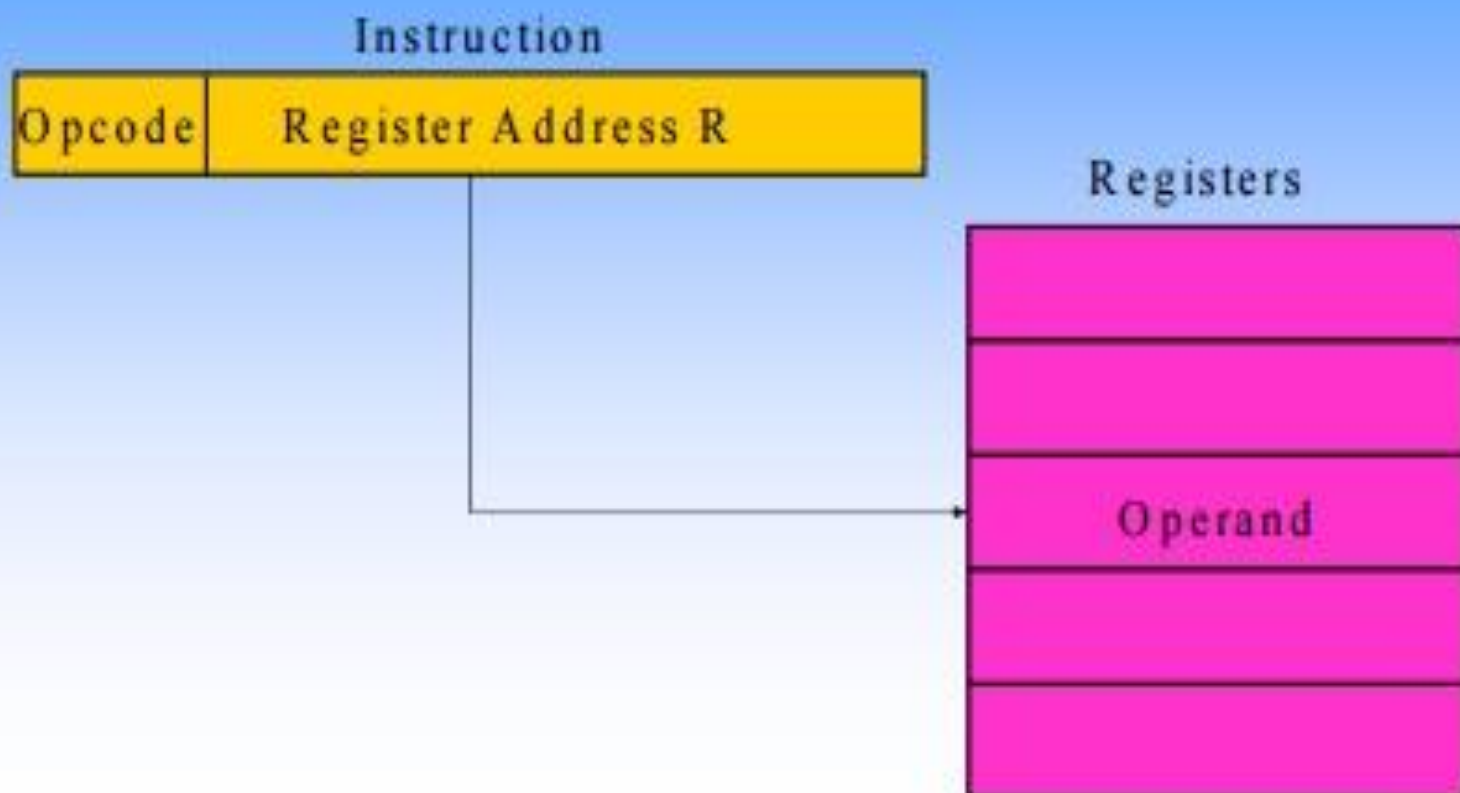 Instruction
Opcode
Register Address R
Registers
Operand